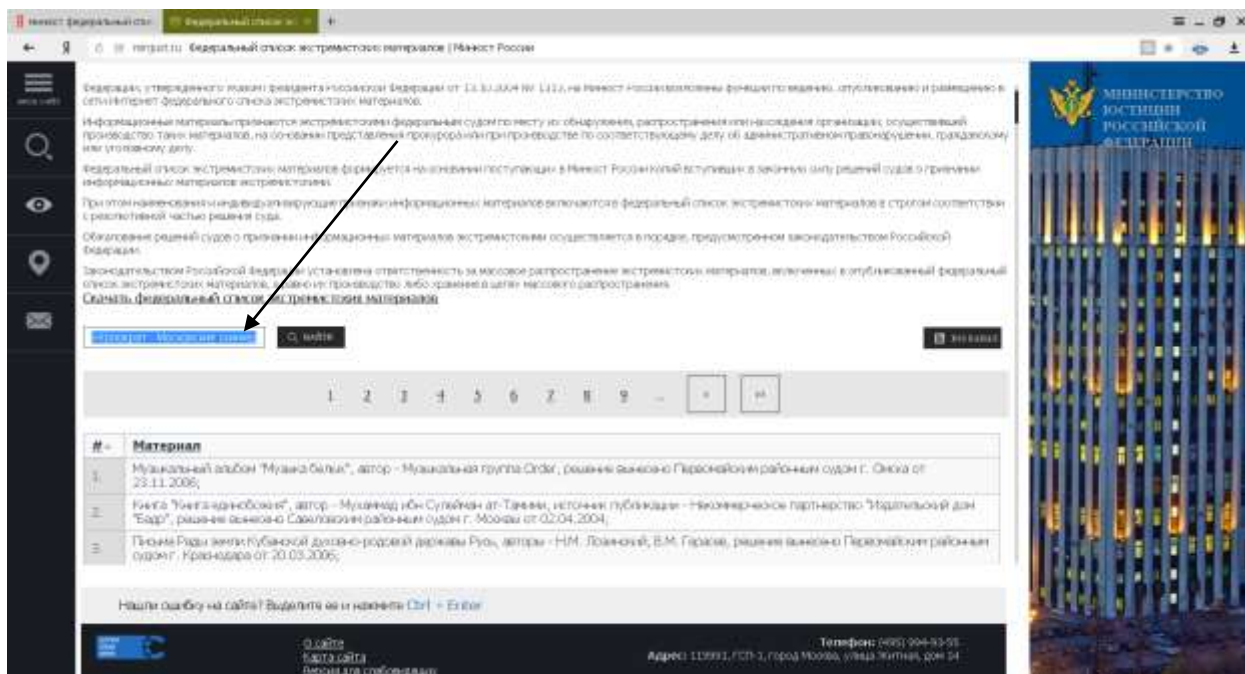 минюст федеральный спи
Федеральный список эк
minjust.ru Федеральный список экстремистских материалов | Минюст России
МИНИСТЕРСТВО
ЮСТИЦИИ
РОССИЙСКОЙ
ФЕДЕРАЦИИ
Федерации, утвержденного Указом Президента Российской Федерации от 13.10.2004 № 1313, на Минюст России возложены функции по ведению, опубликованию и размещению в
сети Интернет федерального списка экстремистских материалов.
Информационные материалы признаются экстремистскими федеральным судом по месту их обнаружения, распространения или нахождения организации, осуществившей
производство таких материалов, на основании представления прокурора или при производстве по соответствующему делу об административном правонарушении, гражданскому
или уголовному делу.
Федеральный список экстремистских материалов формируется на основании поступающих в Минюст России копий вступивших в законную силу решений судов о признании
информационных материалов экстремистскими.
При этом наименования и индивидуализирующие признаки информационных материалов включаются в федеральный список экстремистских материалов в строгом соответствии
с резолютивной частью решения суда.
Обжалование решений судов о признании информационных материалов экстремистскими осуществляется в порядке, предусмотренном законодательством Российской
Федерации.
Законодательством Российской Федерации установлена ответственность за массовое распространение экстремистских материалов, включенных в опубликованный федеральный
список экстремистских материалов, а равно их производство либо хранение в целях массового распространения.
Скачать федеральный список экстремистских материалов
НАЙТИ
1 2 3 4 5 6 7 8 9 ...
# Материал
1. Музыкальный альбом "Музыка белых", автор - Музыкальная группа Order, решение вынесено Первомайским районным судом г. Омска от
23.11.2006;
2. Книга "Книга единобожия", автор - Мухаммад ибн Сулейман ат-Тамими, источник публикации - Некоммерческое партнерство "Издательский дом
"Бадр", решение вынесено Савеловским районным судом г. Москвы от 02.04.2004;
3. Письмо Рады земли Кубанской духовно-родовой державы Русь, авторы - Н.М. Лозинский, В.М. Герасев, решение вынесено Первомайским районным
судом г. Краснодара от 20.03.2006;
Нашли ошибку на сайте? Выделите ее и нажмите Ctrl + Enter
О сайте
Карта сайта
Версия для слабовидящих
Телефон: (495) 994-93-55
Адрес: 119991, ГСП-1, город Москва, улица Житная, дом 14